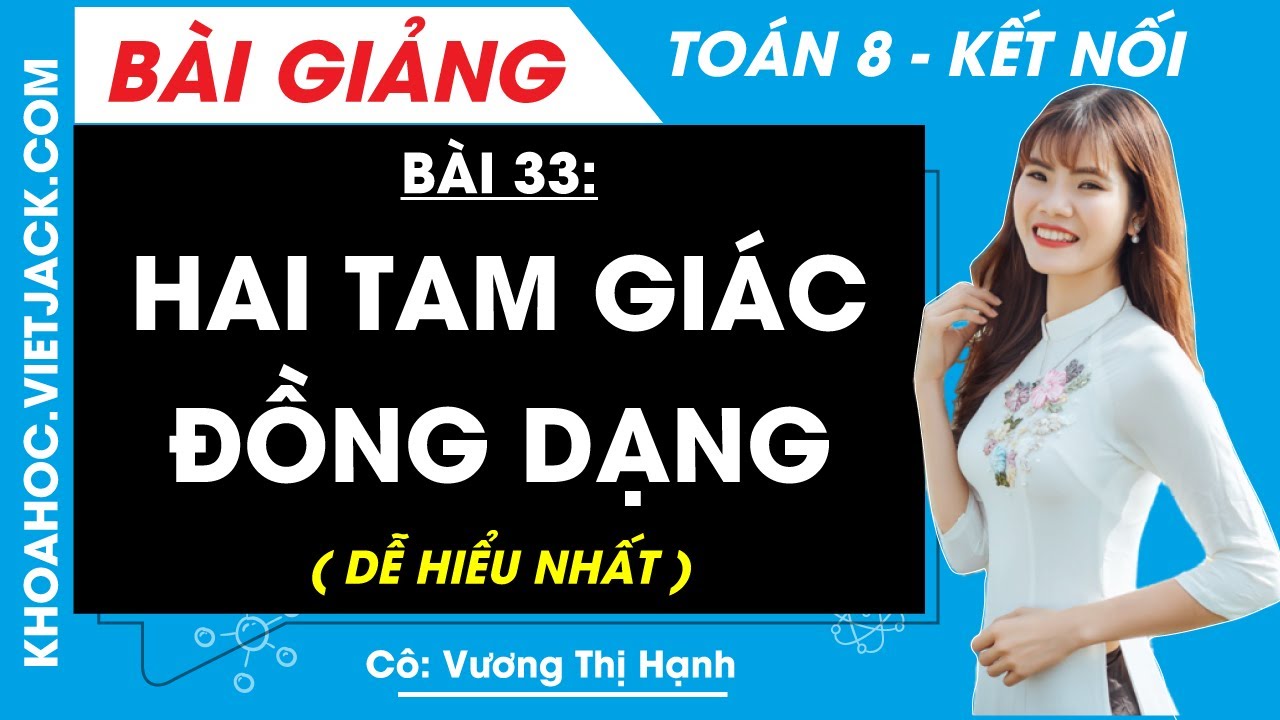 BÀI GIẢNG
TOÁN 8 - KẾT NỐI
KHOAHOC.VIETJACK.COM
BÀI 33:
HAI TAM GIÁC
ĐỒNG DẠNG
( DỄ HIỂU NHẤT )
Cô: Vương Thị Hạnh